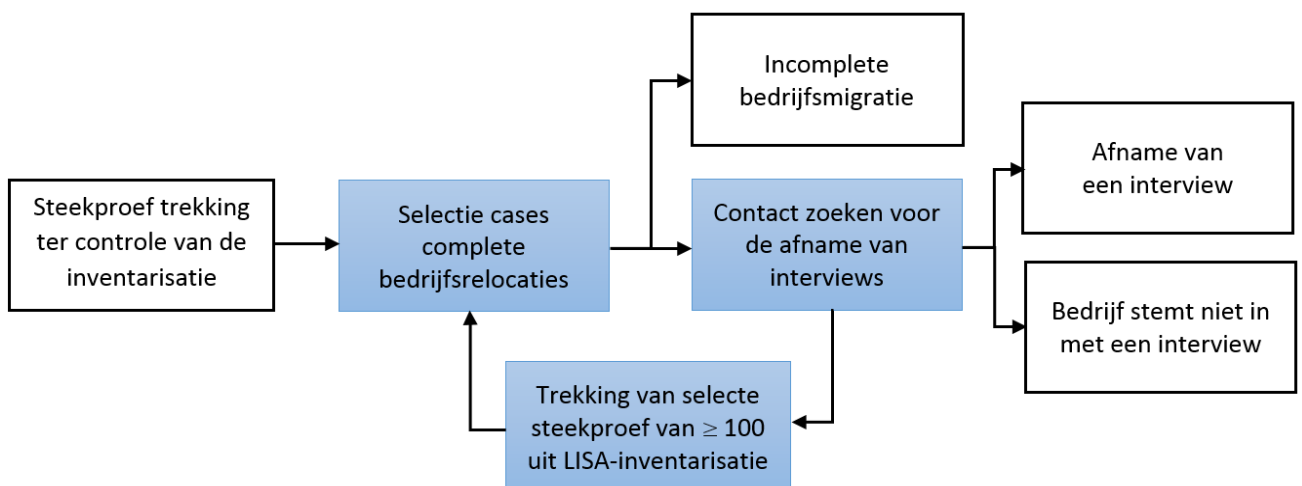 Steekproef trekking
ter controle van de
inventarisatie
Selectie cases
complete
bedrijfsrelocaties
Incomplete
bedrijfsmigratie
Contact zoeken voor
de afname van
interviews
Afname van
een interview
Bedrijf stemt niet in
met een interview
Trekking van selecte
steekproef van ≥ 100
uit LISA-inventarisatie